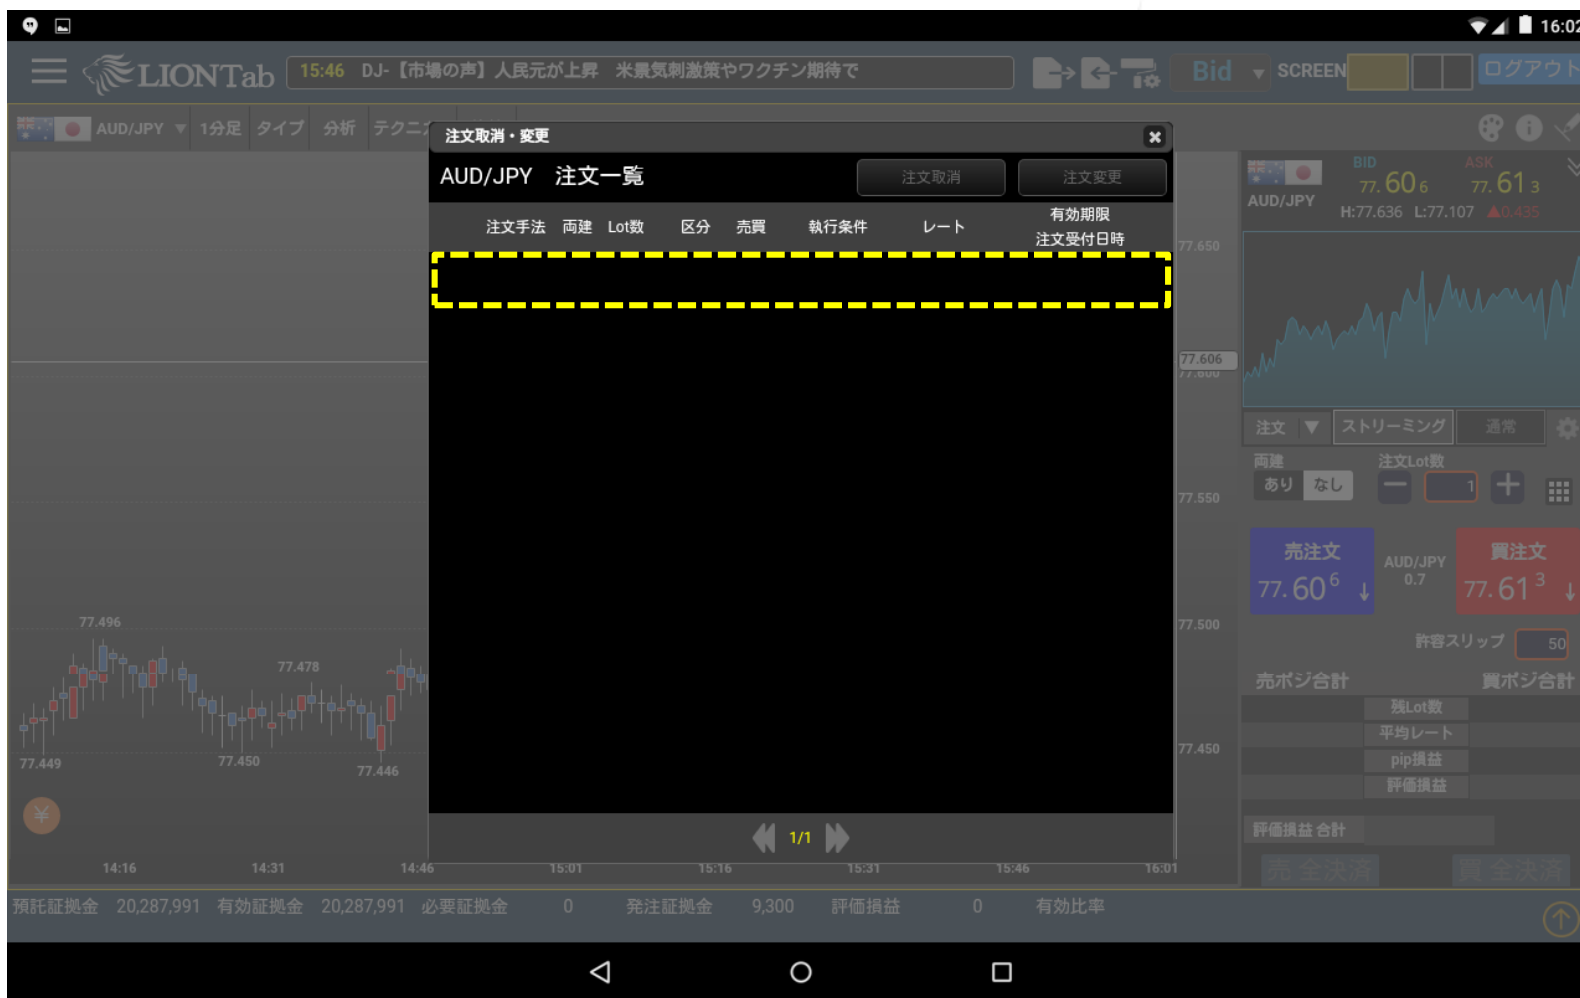 16:02
LIONTab
15:46 DJ-【市場の声】人民元が上昇 米景気刺激策やワクチン期待で
Bid ▼ SCREEN ログアウト
AUD/JPY ▼ 1分足 タイプ 分析
注文取消・変更
AUD/JPY 注文一覧 注文取消 注文変更
注文手法 両建 Lot数 区分 売買 執行条件 レート 有効期限
注文受付日時
BID ASK
AUD/JPY 77.606 77.613
H:77.636 L:77.107 ▲0.435
77.650
77.606
77.600
77.550
77.500
77.450
注文 ▼ ストリーミング 通常
両建 注文Lot数
あり なし 1
売注文 AUD/JPY 買注文
77.606 ↓ 0.7 77.613 ↓
許容スリップ 50
売ポジ合計 買ポジ合計
残Lot数
平均レート
pip損益
評価損益
評価損益 合計
売 全決済 買 全決済
77.496
77.478
77.449 77.450 77.446
¥
1/1
14:16 14:31 14:46 15:01 15:16 15:31 15:46 16:01
預託証拠金 20,287,991 有効証拠金 20,287,991 必要証拠金 0 発注証拠金 9,300 評価損益 0 有効比率